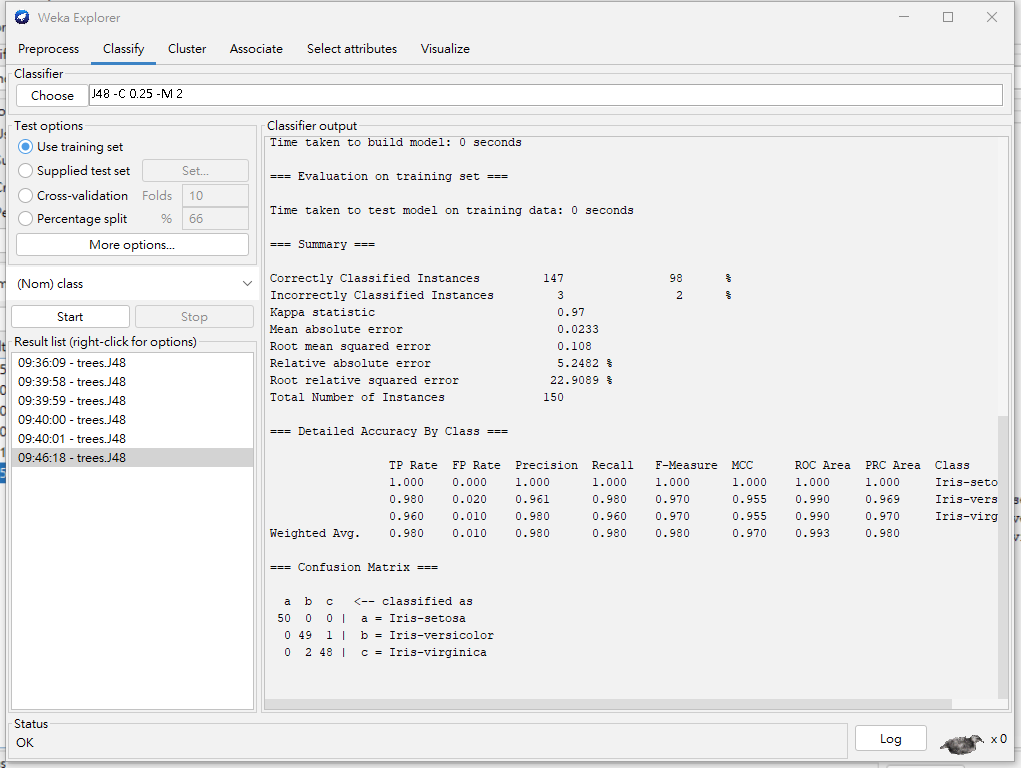 Weka Explorer
Preprocess Classify Cluster Associate Select attributes Visualize
Classifier
Choose J48 -C 0.25 -M 2
Test options
Use training set
Supplied test set Set...
Cross-validation Folds 10
Percentage split % 66
More options...
(Nom) class
Start Stop
Result list (right-click for options)
09:36:09 - trees.J48
09:39:58 - trees.J48
09:39:59 - trees.J48
09:40:00 - trees.J48
09:40:01 - trees.J48
09:46:18 - trees.J48
Classifier output
Time taken to build model: 0 seconds
=== Evaluation on training set ===
Time taken to test model on training data: 0 seconds
=== Summary ===
Correctly Classified Instances 147 98 %
Incorrectly Classified Instances 3 2 %
Kappa statistic 0.97
Mean absolute error 0.0233
Root mean squared error 0.108
Relative absolute error 5.2482 %
Root relative squared error 22.9089 %
Total Number of Instances 150
=== Detailed Accuracy By Class ===
TP Rate FP Rate Precision Recall F-Measure MCC ROC Area PRC Area Class
1.000 0.000 1.000 1.000 1.000 1.000 1.000 1.000 Iris-seto
0.980 0.020 0.961 0.980 0.970 0.955 0.990 0.969 Iris-vers
0.960 0.010 0.980 0.960 0.970 0.955 0.990 0.970 Iris-virg
Weighted Avg. 0.980 0.010 0.980 0.980 0.980 0.970 0.993 0.980
=== Confusion Matrix ===
a b c <-- classified as
50 0 0 | a = Iris-setosa
0 49 1 | b = Iris-versicolor
0 2 48 | c = Iris-virginica
Status
OK
Log x 0